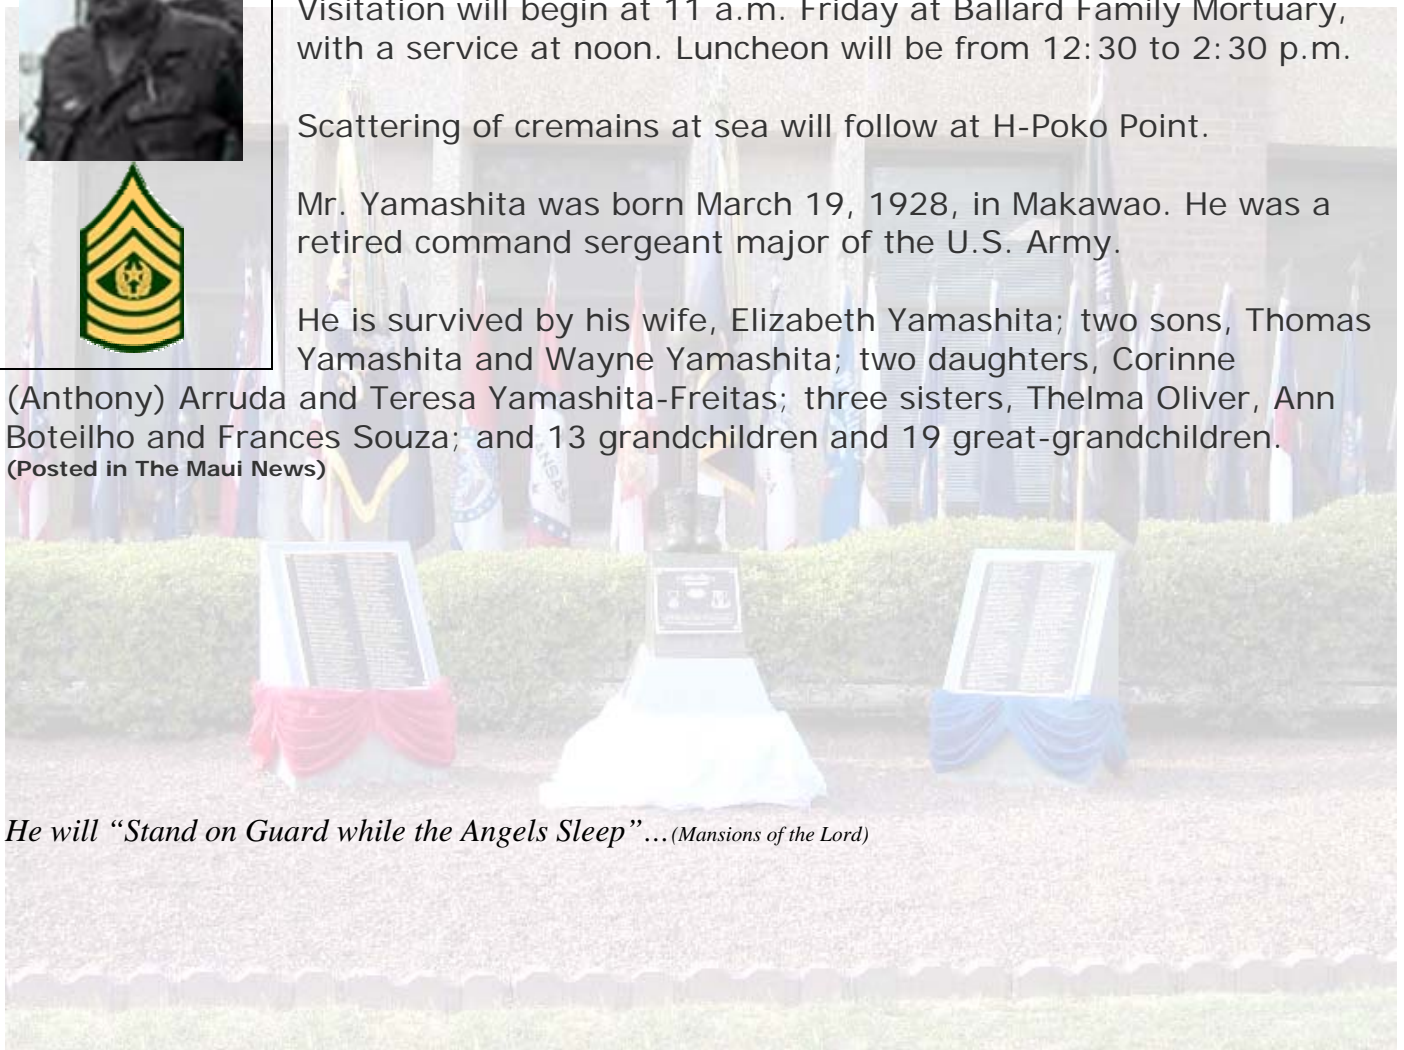 Visitation will begin at 11 a.m. Friday at Ballard Family Mortuary,
with a service at noon. Luncheon will be from 12:30 to 2:30 p.m.
Scattering of cremains at sea will follow at H-Poko Point.
Mr. Yamashita was born March 19, 1928, in Makawao. He was a
retired command sergeant major of the U.S. Army.
He is survived by his wife, Elizabeth Yamashita; two sons, Thomas
Yamashita and Wayne Yamashita; two daughters, Corinne
(Anthony) Arruda and Teresa Yamashita-Freitas; three sisters, Thelma Oliver, Ann
Boteilho and Frances Souza; and 13 grandchildren and 19 great-grandchildren.
(Posted in The Maui News)
He will “Stand on Guard while the Angels Sleep”...(Mansions of the Lord)